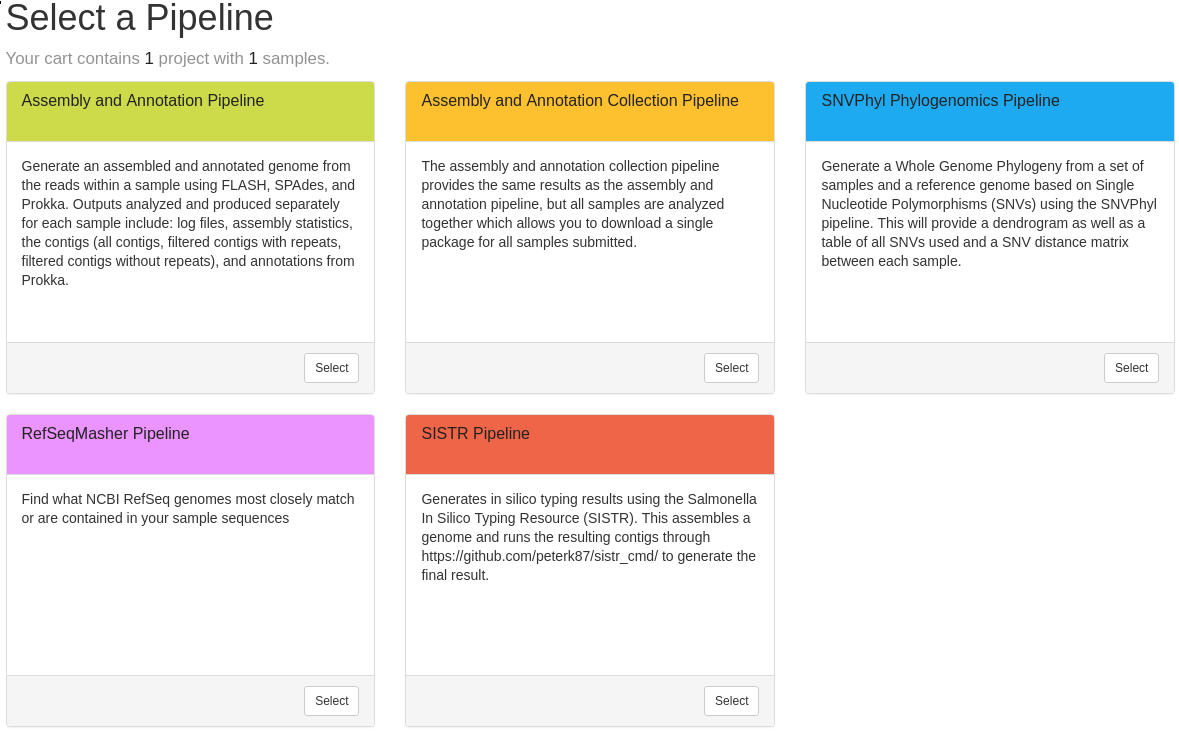 Select a Pipeline
Your cart contains 1 project with 1 samples.
Assembly and Annotation Pipeline
Generate an assembled and annotated genome from
the reads within a sample using FLASH, SPAdes, and
Prokka. Outputs analyzed and produced separately
for each sample include: log files, assembly statistics,
the contigs (all contigs, filtered contigs with repeats,
filtered contigs without repeats), and annotations from
Prokka.
Select
Assembly and Annotation Collection Pipeline
The assembly and annotation collection pipeline
provides the same results as the assembly and
annotation pipeline, but all samples are analyzed
together which allows you to download a single
package for all samples submitted.
Select
SNVPhyl Phylogenomics Pipeline
Generate a Whole Genome Phylogeny from a set of
samples and a reference genome based on Single
Nucleotide Polymorphisms (SNVs) using the SNVPhyl
pipeline. This will provide a dendrogram as well as a
table of all SNVs used and a SNV distance matrix
between each sample.
Select
RefSeqMasher Pipeline
Find what NCBI RefSeq genomes most closely match
or are contained in your sample sequences
Select
SISTR Pipeline
Generates in silico typing results using the Salmonella
In Silico Typing Resource (SISTR). This assembles a
genome and runs the resulting contigs through
https://github.com/peterk87/sistr_cmd/ to generate the
final result.
Select